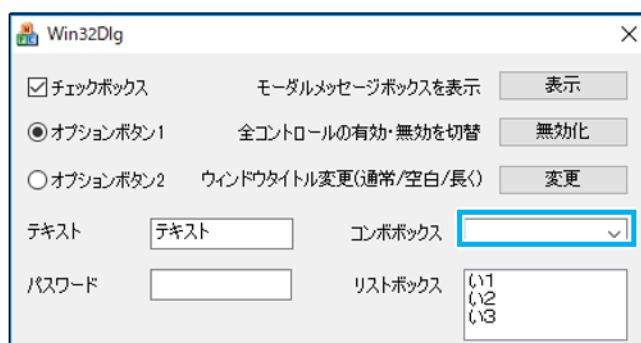 Win32Dlg
チェックボックス モーダルメッセージボックスを表示 表示
オプションボタン1 全コントロールの有効・無効を切替 無効化
オプションボタン2 ウィンドウタイトル変更(通常/空白/長く) 変更
テキスト テキスト コンボボックス
パスワード リストボックス い1
い2
い3